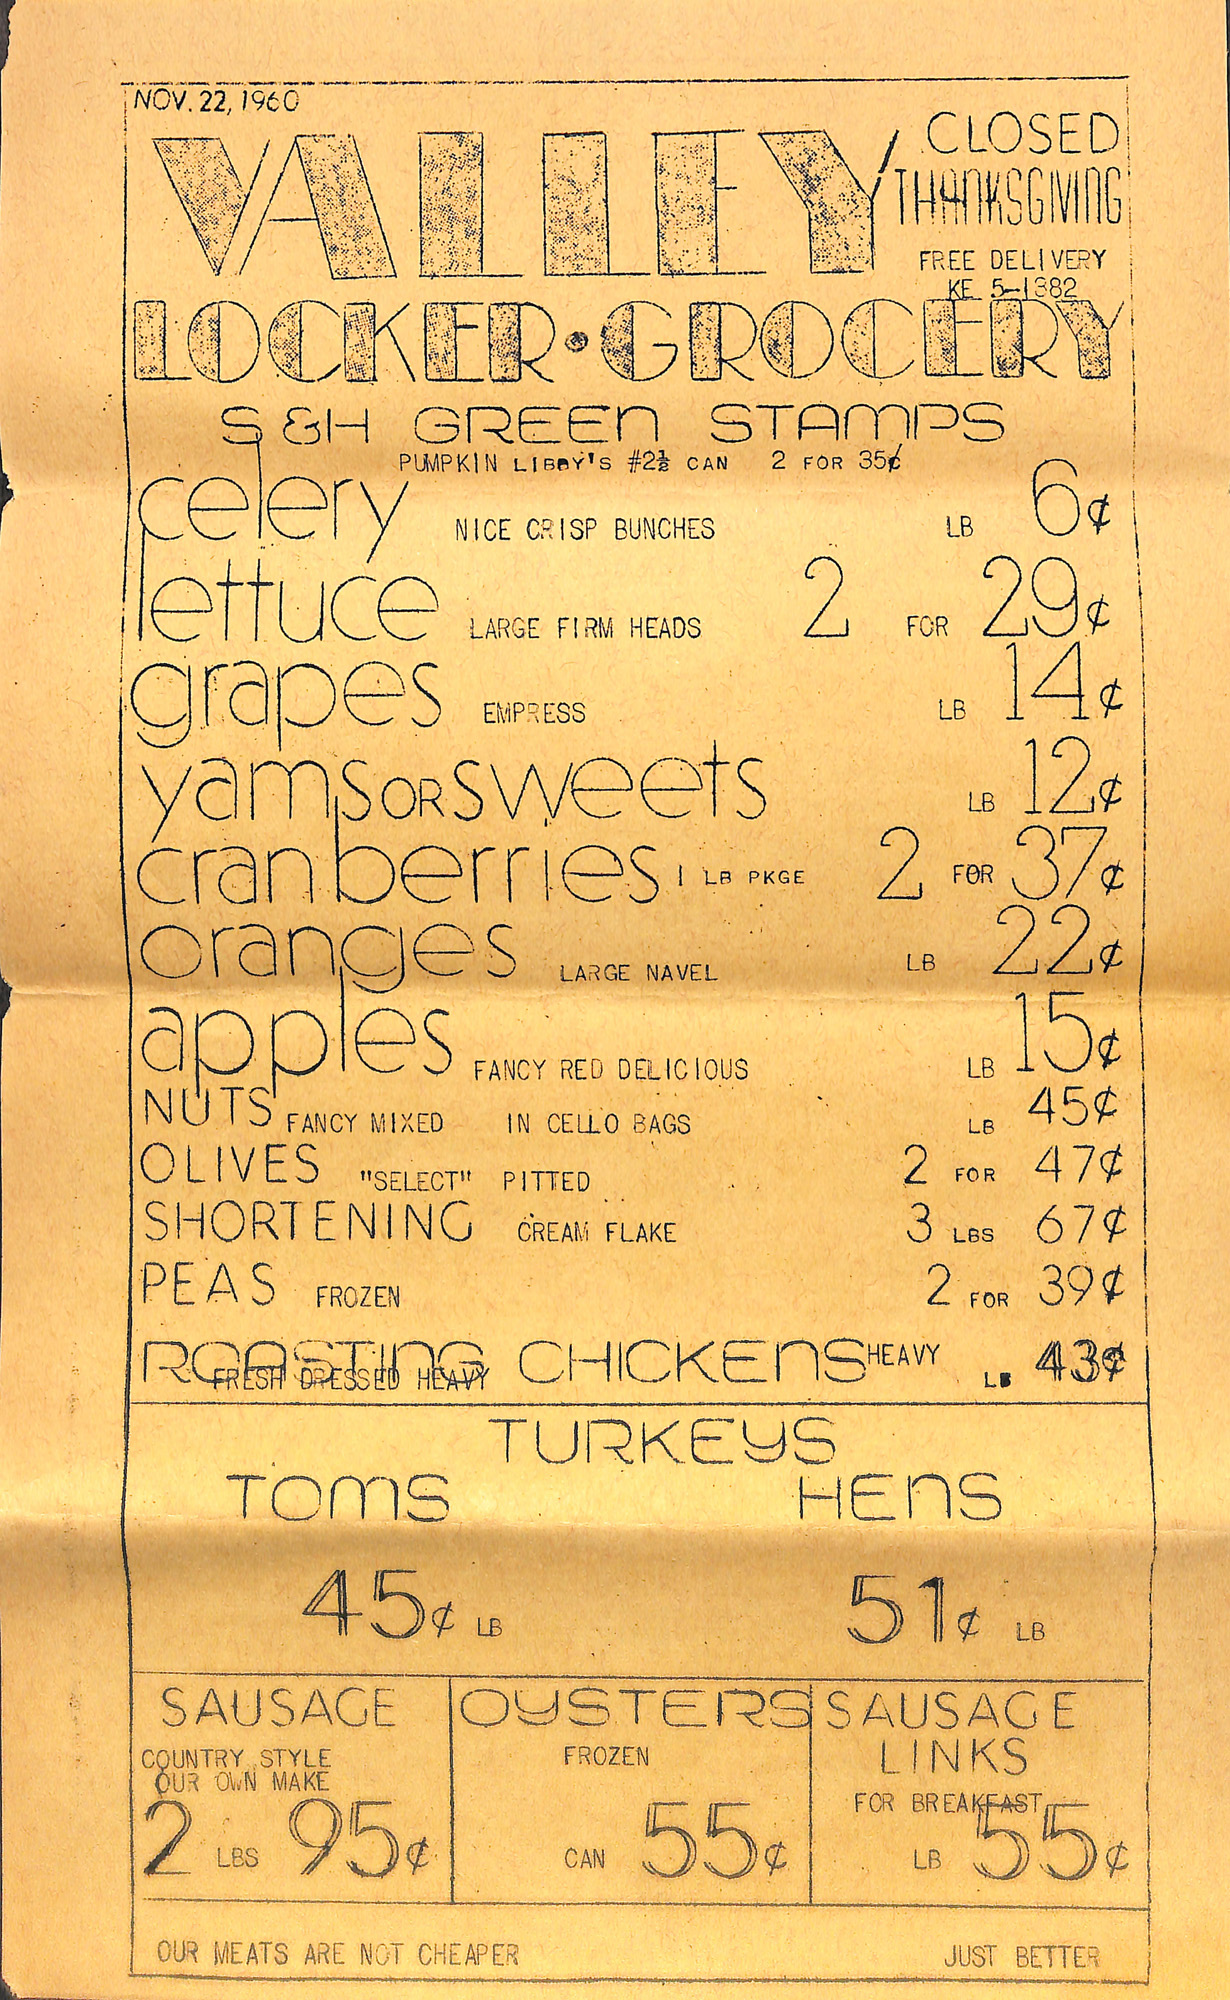 NOV. 22, 1960
CLOSED
THANKSGIVING
VALLEY
FREE DELIVERY
KE 5-1382
LOCKER • GROCERY
S&H GREEN STAMPS
PUMPKIN LIBBY'S #2½ CAN 2 FOR 35¢
celery NICE CRISP BUNCHES LB 6¢
lettuce LARGE FIRM HEADS 2 FOR 29¢
grapes EMPRESS LB 14¢
yams OR sweets LB 12¢
cranberries 1 LB PKGE 2 FOR 37¢
oranges LARGE NAVEL LB 22¢
apples FANCY RED DELICIOUS LB 15¢
NUTS FANCY MIXED IN CELLO BAGS LB 45¢
OLIVES "SELECT" PITTED 2 FOR 47¢
SHORTENING CREAM FLAKE 3 LBS 67¢
PEAS FROZEN 2 FOR 39¢
ROASTING CHICKENS HEAVY LB. 43¢
FRESH DRESSED HEAVY
TURKEYS
TOMS HENS
45¢ LB 51¢ LB
SAUSAGE
COUNTRY STYLE
OUR OWN MAKE
2 LBS 95¢
OYSTERS
FROZEN
CAN 55¢
SAUSAGE
LINKS
FOR BREAKFAST
LB 55¢
OUR MEATS ARE NOT CHEAPER JUST BETTER